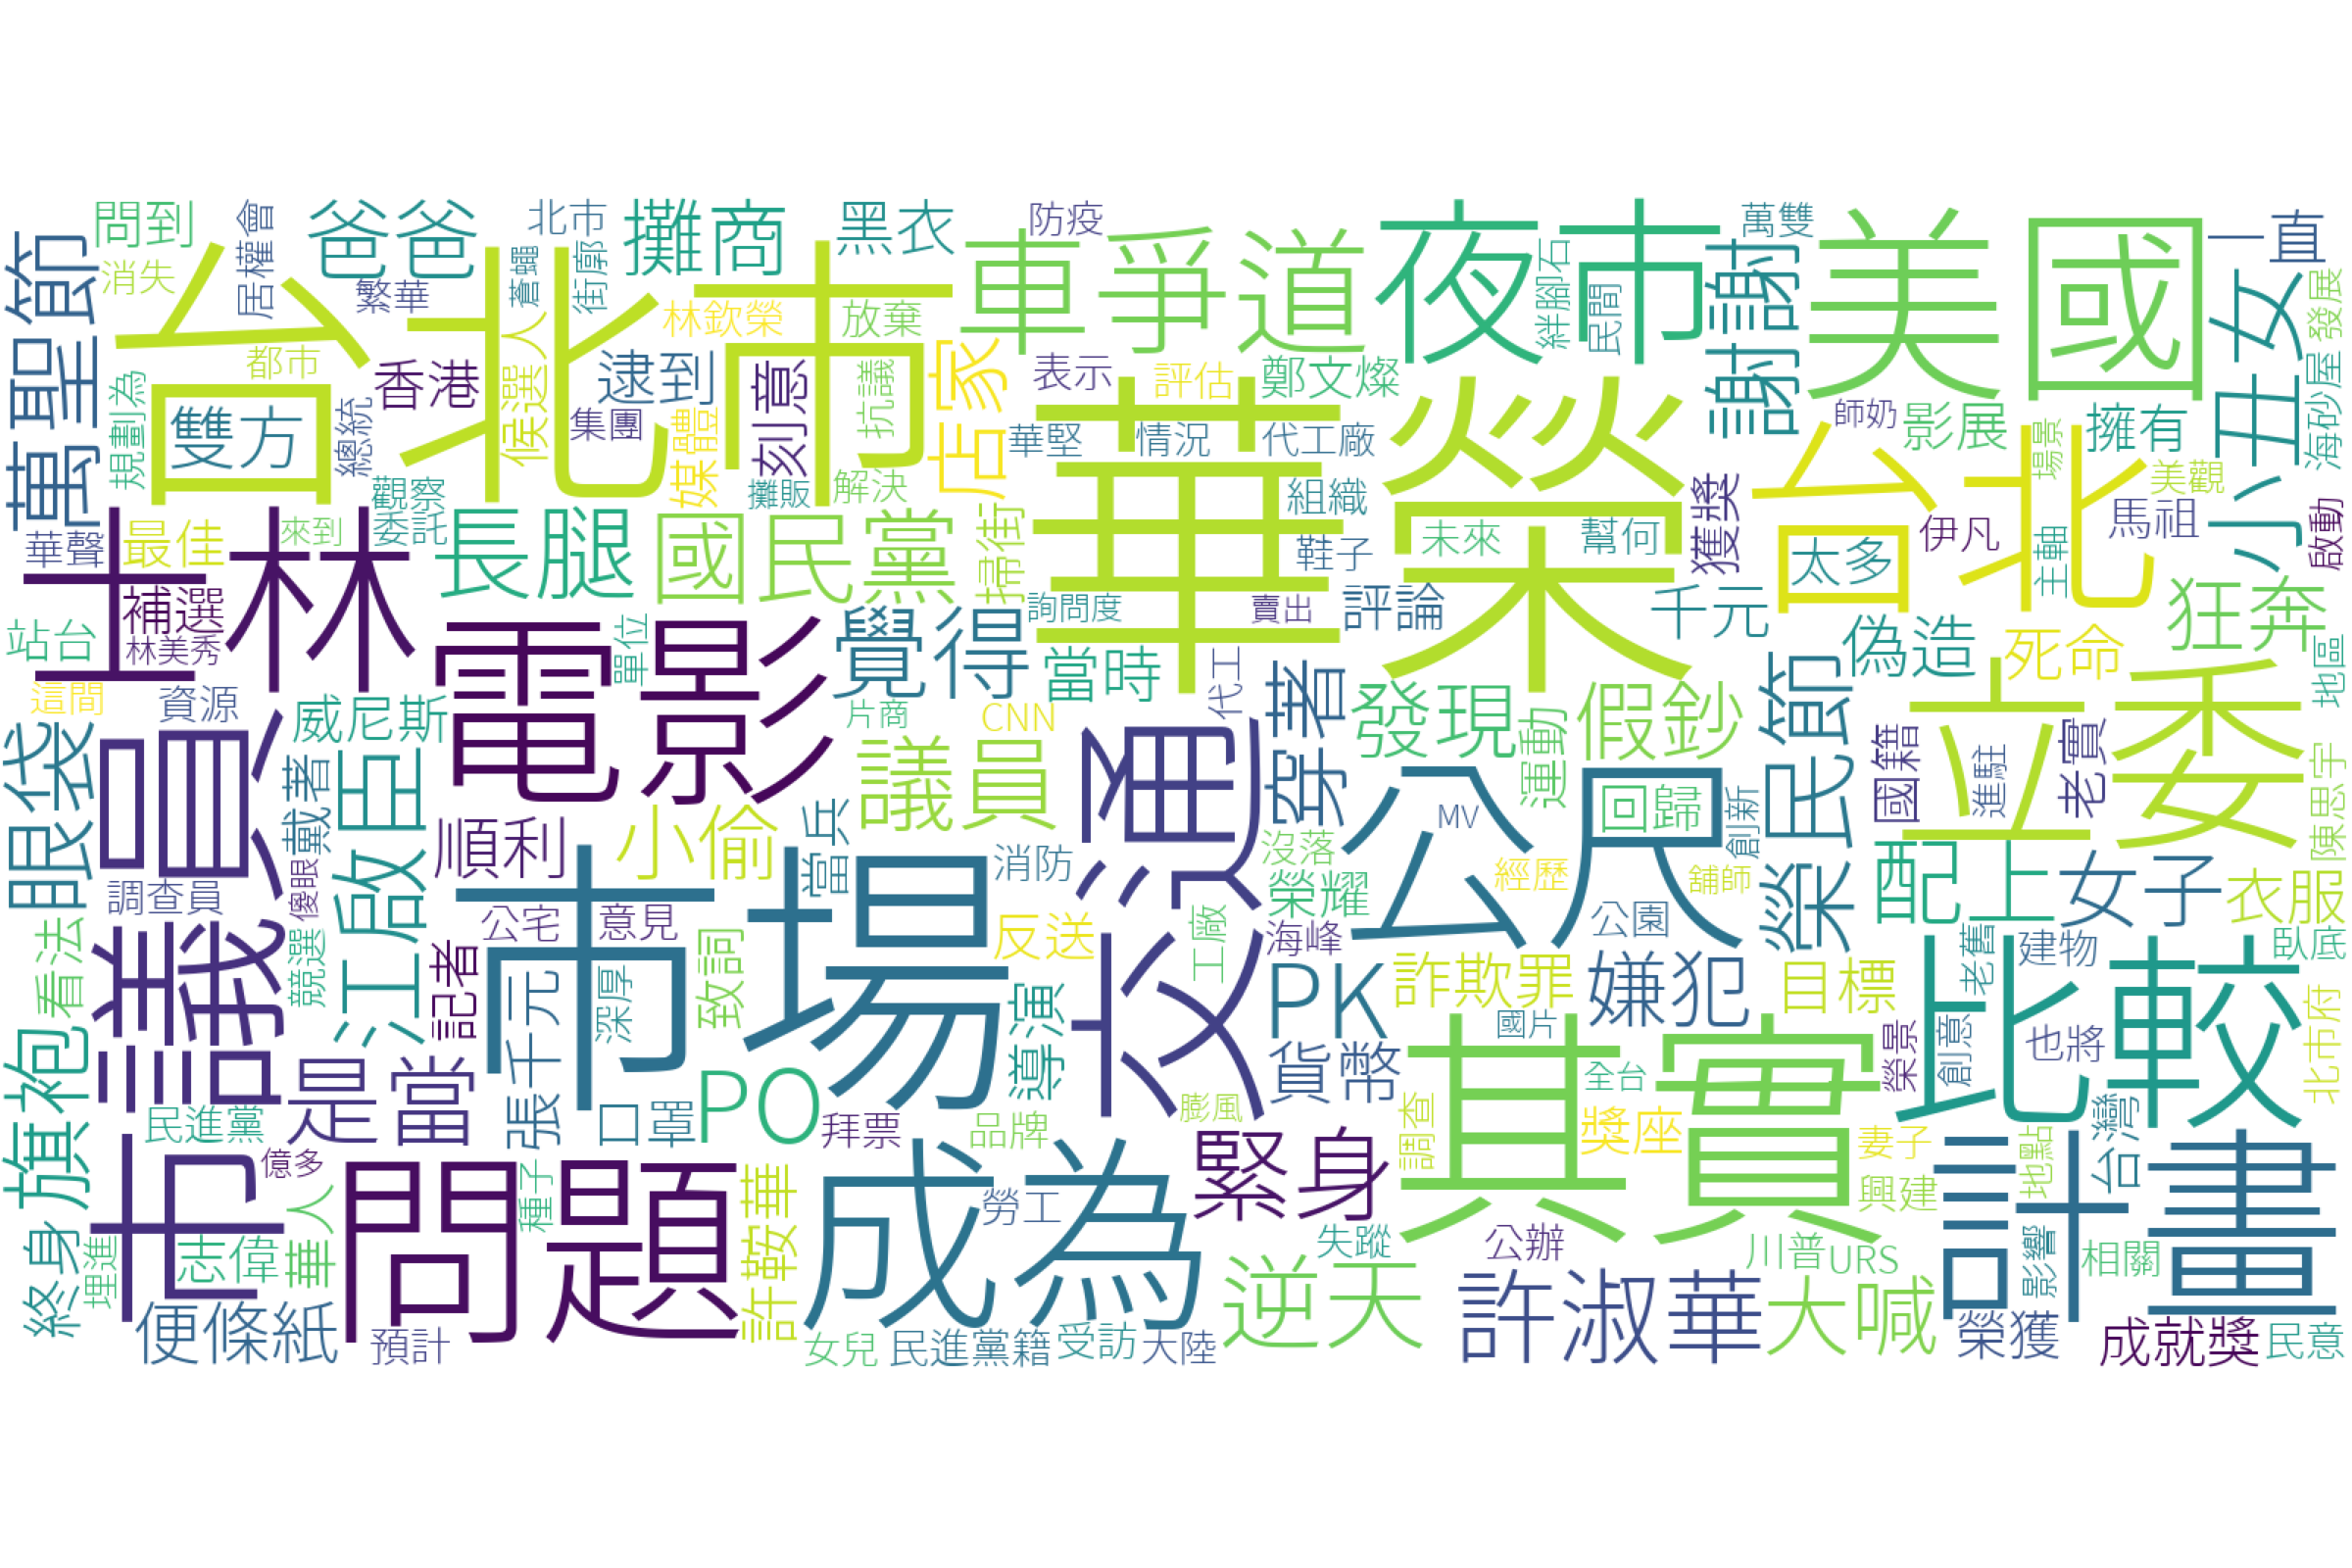 萬聖節
問到
居權會
爸爸
北市
攤商
黑衣
防疫
夜市
萬雙
美國
一直
消失
繁華
蒼蠅
街廓
台北市
車爭道
絆腳石
民間
謝謝
小丑女
發展
都市
候選人
林欽榮
放棄
規劃為
總統
香港
逮到
刻意
抗議
店家
表示
評估
鄭文燦
雙方
集團
媒體
華榮
華堅
情況
代工廠
師奶
影展
擁有
海砂屋
觀察
攤販
解決
組織
獲獎
台北
場景
美觀
士林
華聲
最佳
來到
委託
長腿
國民黨
掃街
鞋子
未來
幫何
太多
伊凡
主軸
馬祖
啟動
補選
站台
林美秀
單位
覺得
詢問度
賣出
評論
千元
偽造
死命
狂奔
地區
電影
當時
代工
穿著
這間
資源
威尼斯
片商
CNN
發現
運動
假鈔
榮民節
立委
國籍
進駐
老實
陳思宇
眼袋
市議員
戴著
江啟臣
議員
交通
公尺
回歸
創新
MV
順利
小偷
當兵
消防
沒落
榮耀
經歷
舖師
配上
女子
衣服
調查員
傻眼
市場
公宅
意見
反送
工廠
海峰
公園
看法
競選
記者
深厚
致詞
導演
PK
詐欺罪
嫌犯
目標
老舊
建物
臥底
旗袍
是當
張千元
口罩
PO
貨幣
國片
其實
全台
比較
榮景
創意
也將
北市府
民進黨
億多
拜票
品牌
膨風
緊身
調查
獎座
妻子
台灣
地點
計畫
問題
種子
許鞍華
成為
勞工
興建
終身
埋進
志偉
華人
失蹤
公辦
川普
URS
影響
相關
便條紙
預計
女兒
民進黨籍
受訪
大陸
逆天
許淑華
大喊
榮獲
成就獎
民意